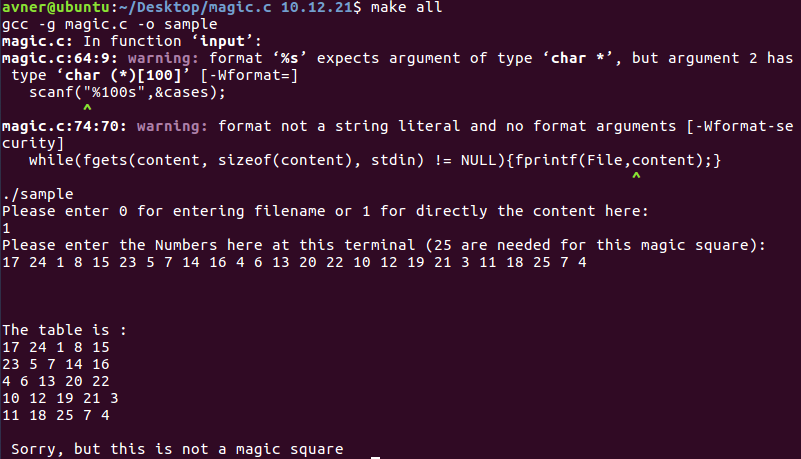 avner@ubuntu:~/Desktop/magic.c 10.12.21$ make all
gcc -g magic.c -o sample
magic.c: In function ‘input’:
magic.c:64:9: warning: format ‘%s’ expects argument of type ‘char *’, but argument 2 has
 type ‘char (*)[100]’ [-Wformat=]
   scanf("%100s",&cases);
         ^
magic.c:74:70: warning: format not a string literal and no format arguments [-Wformat-se
curity]
   while(fgets(content, sizeof(content), stdin) != NULL){fprintf(File,content);}
                                                                      ^
./sample
Please enter 0 for entering filename or 1 for directly the content here:
1
Please enter the Numbers here at this terminal (25 are needed for this magic square):
17 24 1 8 15 23 5 7 14 16 4 6 13 20 22 10 12 19 21 3 11 18 25 7 4
The table is :
17 24 1 8 15
23 5 7 14 16
4 6 13 20 22
10 12 19 21 3
11 18 25 7 4
 Sorry, but this is not a magic square